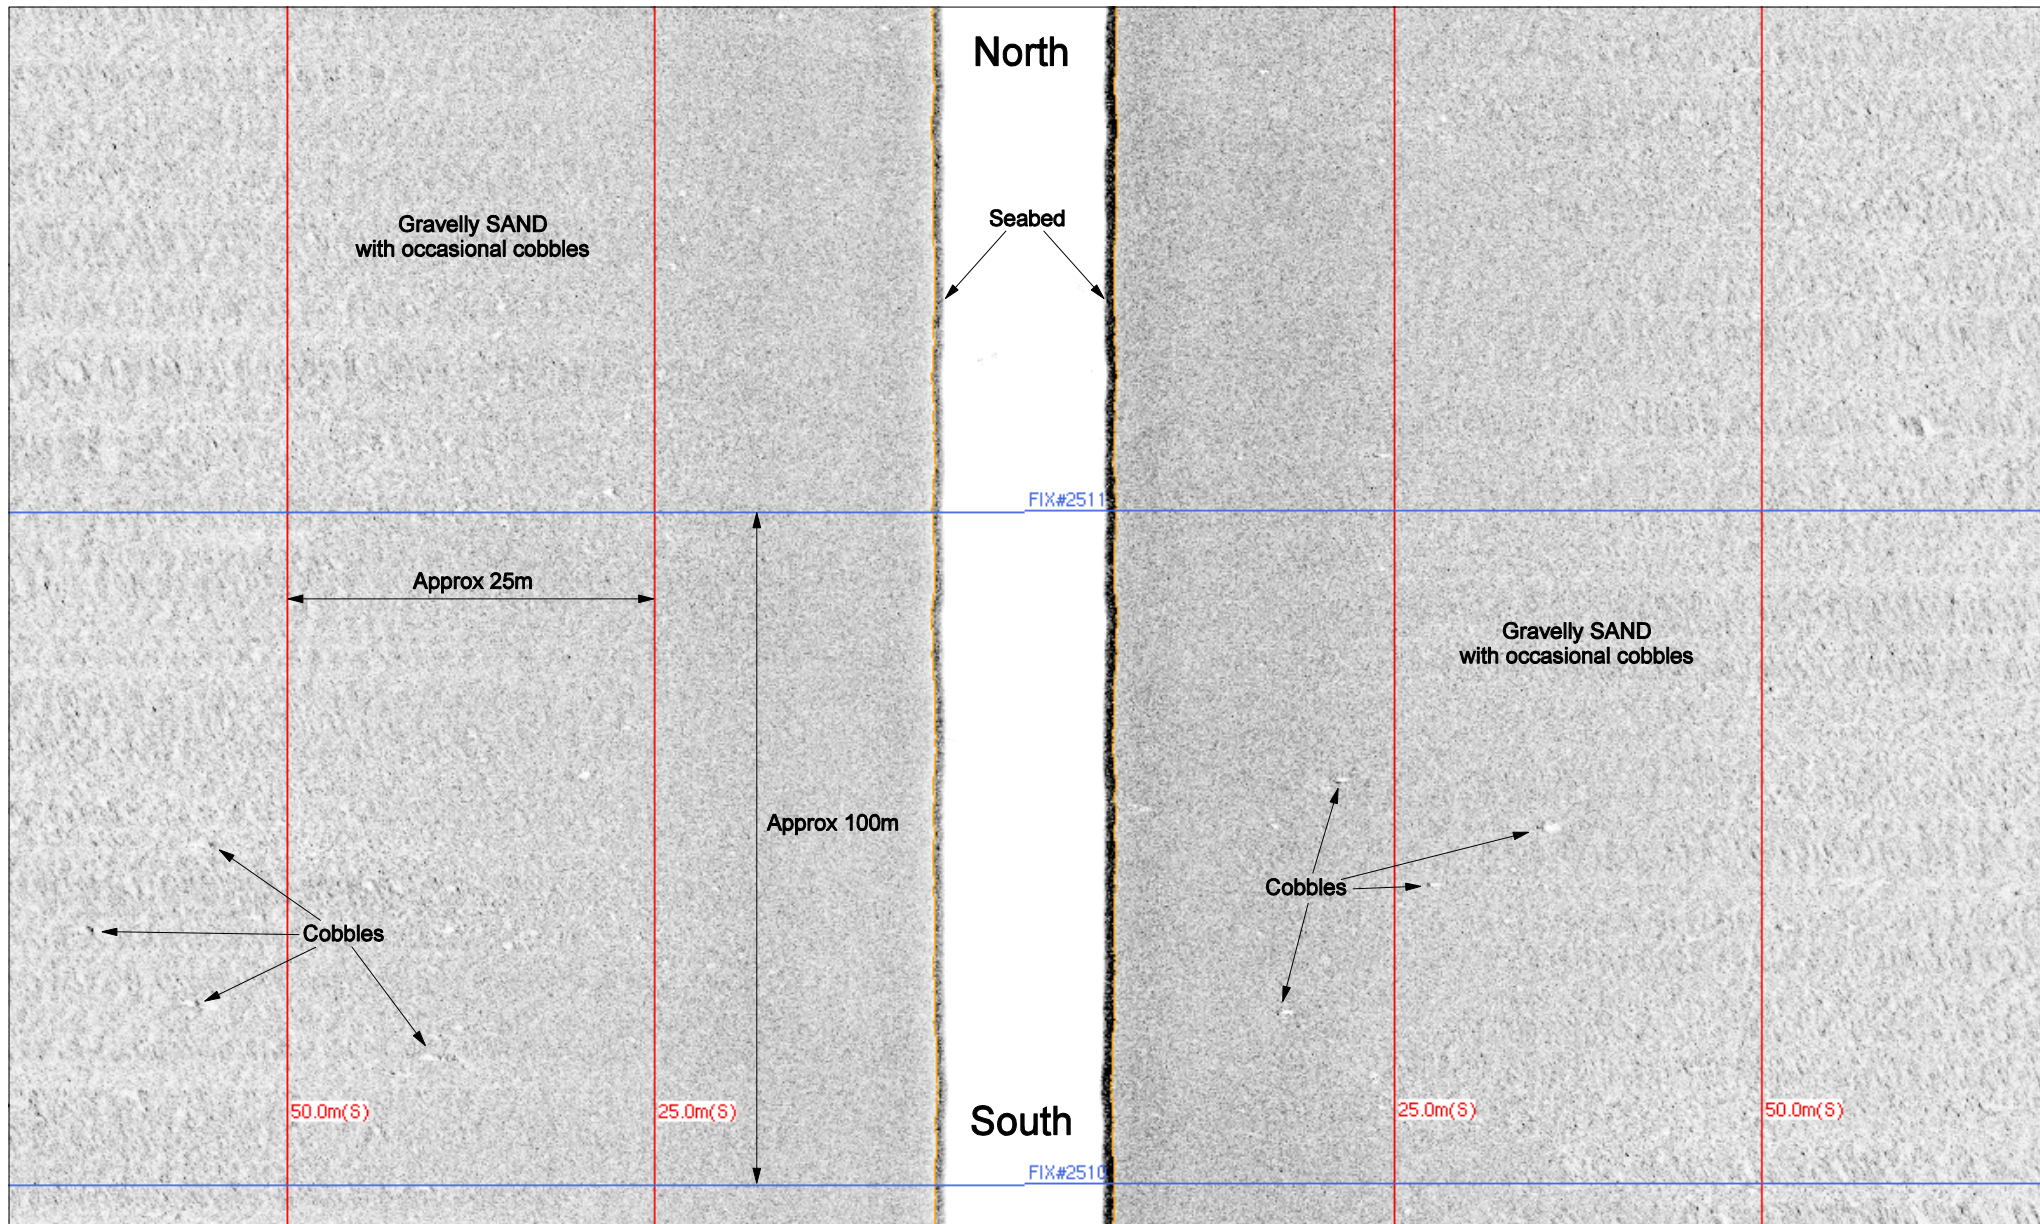 North
Gravelly SAND
with occasional cobbles
Seabed
FIX#2511
Approx 25m
Gravelly SAND
with occasional cobbles
Approx 100m
Cobbles
Cobbles
50.0m(S)
25.0m(S)
South
25.0m(S)
50.0m(S)
FIX#2510